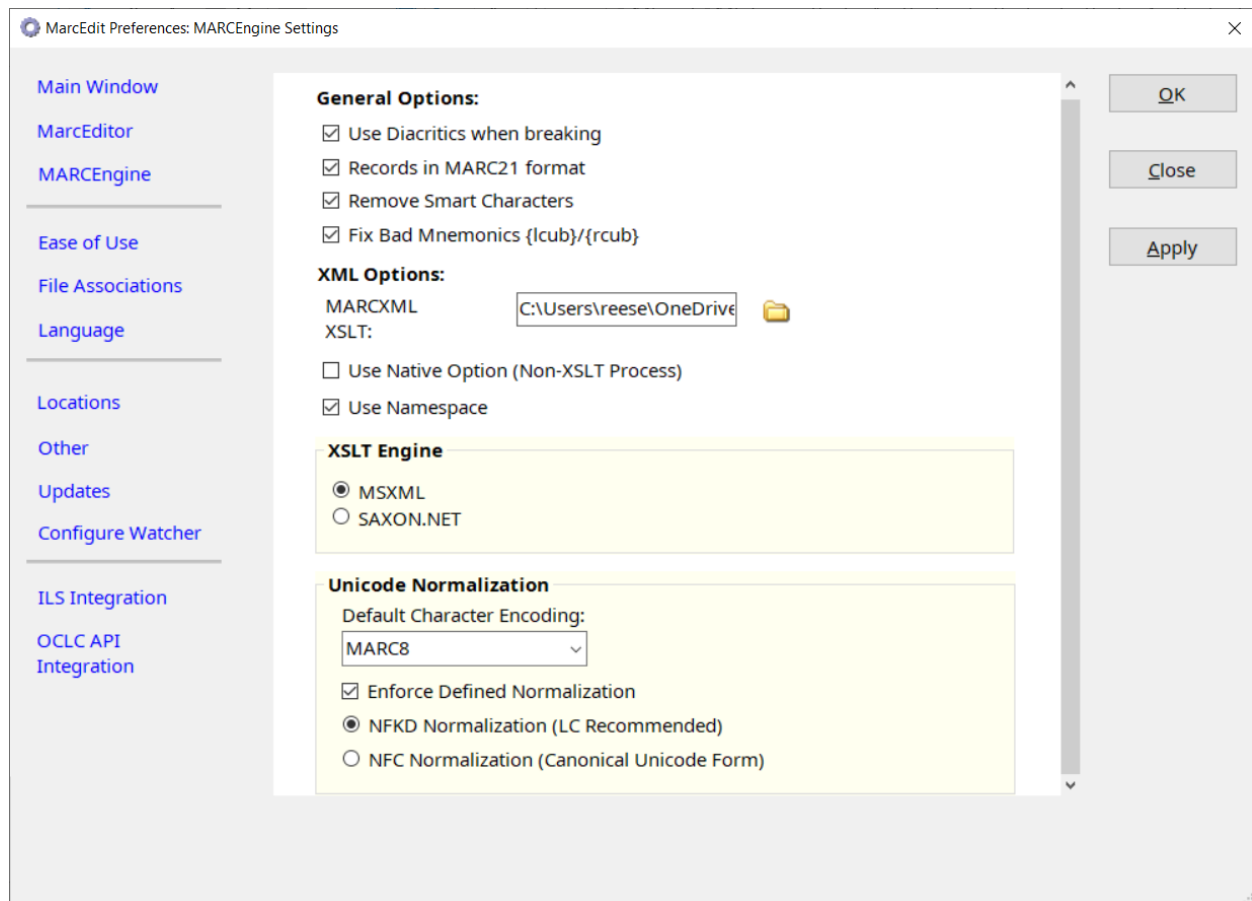 MarcEdit Preferences: MARCEngine Settings
Main Window
MarcEditor
MARCEngine
Ease of Use
File Associations
Language
Locations
Other
Updates
Configure Watcher
ILS Integration
OCLC API
Integration
General Options:
Use Diacritics when breaking
Records in MARC21 format
Remove Smart Characters
Fix Bad Mnemonics {lcub}/{rcub}
XML Options:
MARCXML
XSLT:
C:\Users\reese\OneDrive
Use Native Option (Non-XSLT Process)
Use Namespace
XSLT Engine
MSXML
SAXON.NET
Unicode Normalization
Default Character Encoding:
MARC8
Enforce Defined Normalization
NFKD Normalization (LC Recommended)
NFC Normalization (Canonical Unicode Form)
OK
Close
Apply